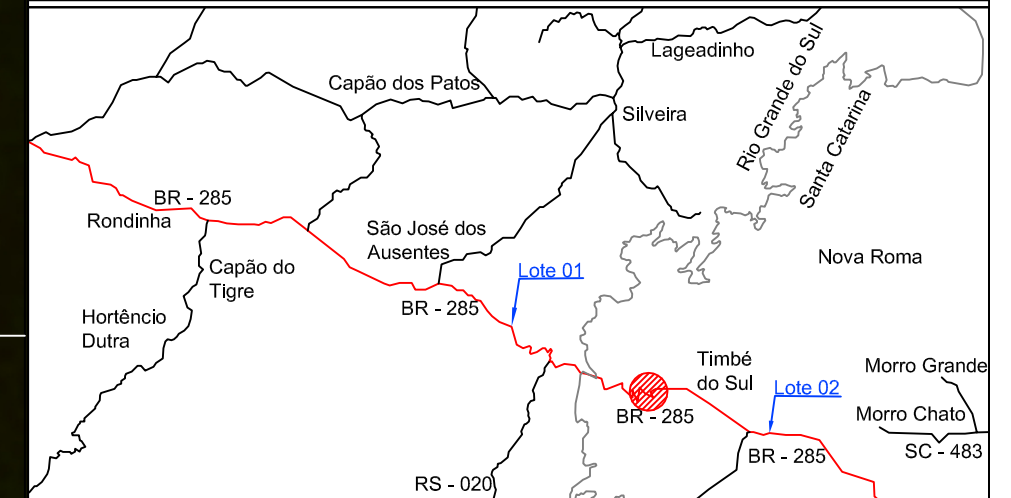 Lageadinho
Capão dos Patos
Silveira
Rio Grande do Sul
Santa Catarina
BR - 285
Rondinha
São José dos
Ausentes
Nova Roma
Capão do
Tigre
Lote 01
BR - 285
Hortêncio
Dutra
Timbé
do Sul
Morro Grande
Lote 02
BR - 285
Morro Chato
SC - 483
BR - 285
RS - 020